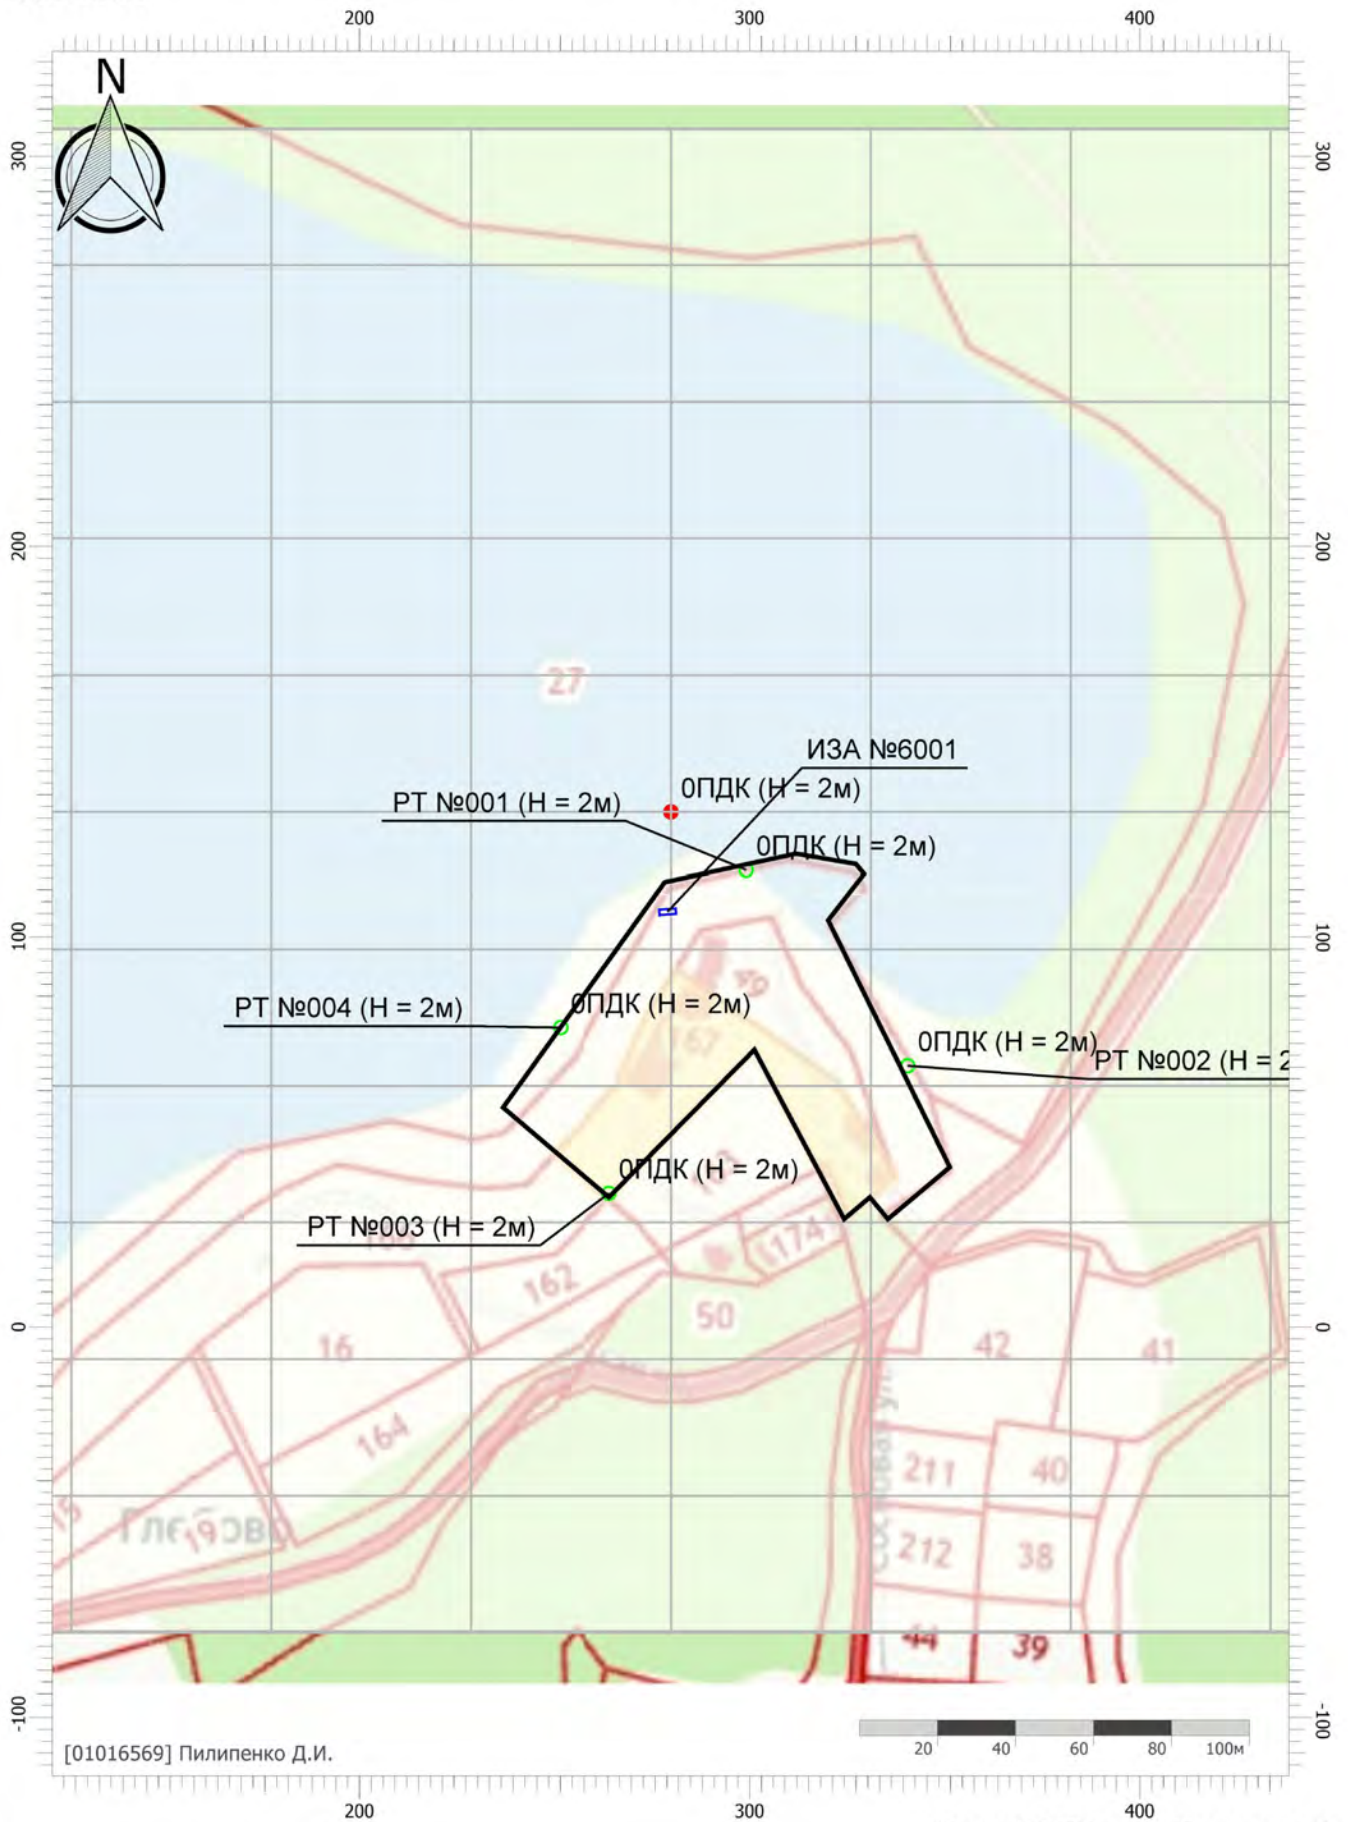 200 300 400
N
300 300
200 200
27
ИЗА №6001
0ПДК (H = 2м)
РТ №001 (H = 2м)
0ПДК (H = 2м)
100 100
49
РТ №004 (H = 2м)
0ПДК (H = 2м)
67
0ПДК (H = 2м)
РТ №002 (H = 2
0ПДК (H = 2м)
РТ №003 (H = 2м)
174
162
50
0 0
16
42
41
164
211
40
19
212
38
44
39
-100 -100
20 40 60 80 100м
[01016569] Пилипенко Д.И.
200 300 400